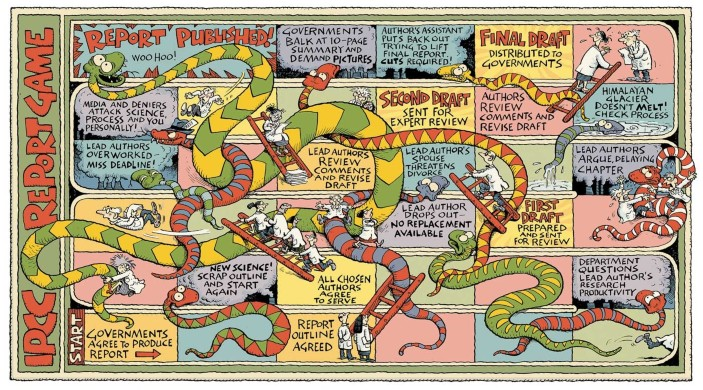 IPCC REPORT GAME
REPORT PUBLISHED!
WOO HOO!
GOVERNMENTS
BALK AT 10-PAGE
SUMMARY AND
DEMAND PICTURES
AUTHOR'S ASSISTANT
PUTS BACK OUT
TRYING TO LIFT
FINAL REPORT.
CUTS REQUIRED!
FINAL DRAFT
DISTRIBUTED TO
GOVERNMENTS
MEDIA AND DENIERS
ATTACK SCIENCE,
PROCESS AND YOU
PERSONALLY!
SECOND DRAFT
SENT FOR
EXPERT REVIEW
AUTHORS
REVIEW
COMMENTS AND
REVISE DRAFT
HIMALAYAN
GLACIER
DOESN'T MELT!
CHECK PROCESS
LEAD AUTHORS
OVERWORKED
MISS DEADLINE!
LEAD AUTHORS
REVIEW
COMMENTS
AND REVISE
DRAFT
LEAD AUTHOR'S
SPOUSE
THREATENS
DIVORCE
LEAD AUTHORS
ARGUE, DELAYING
CHAPTER
LEAD AUTHOR
DROPS OUT–
NO REPLACEMENT
AVAILABLE
FIRST
DRAFT
PREPARED
AND SENT
FOR REVIEW
NEW SCIENCE!
SCRAP OUTLINE
AND START
AGAIN
ALL CHOSEN
AUTHORS
AGREE
TO SERVE
DEPARTMENT
QUESTIONS
LEAD AUTHOR'S
RESEARCH
PRODUCTIVITY
START
GOVERNMENTS
AGREE TO PRODUCE
REPORT
REPORT
OUTLINE
AGREED